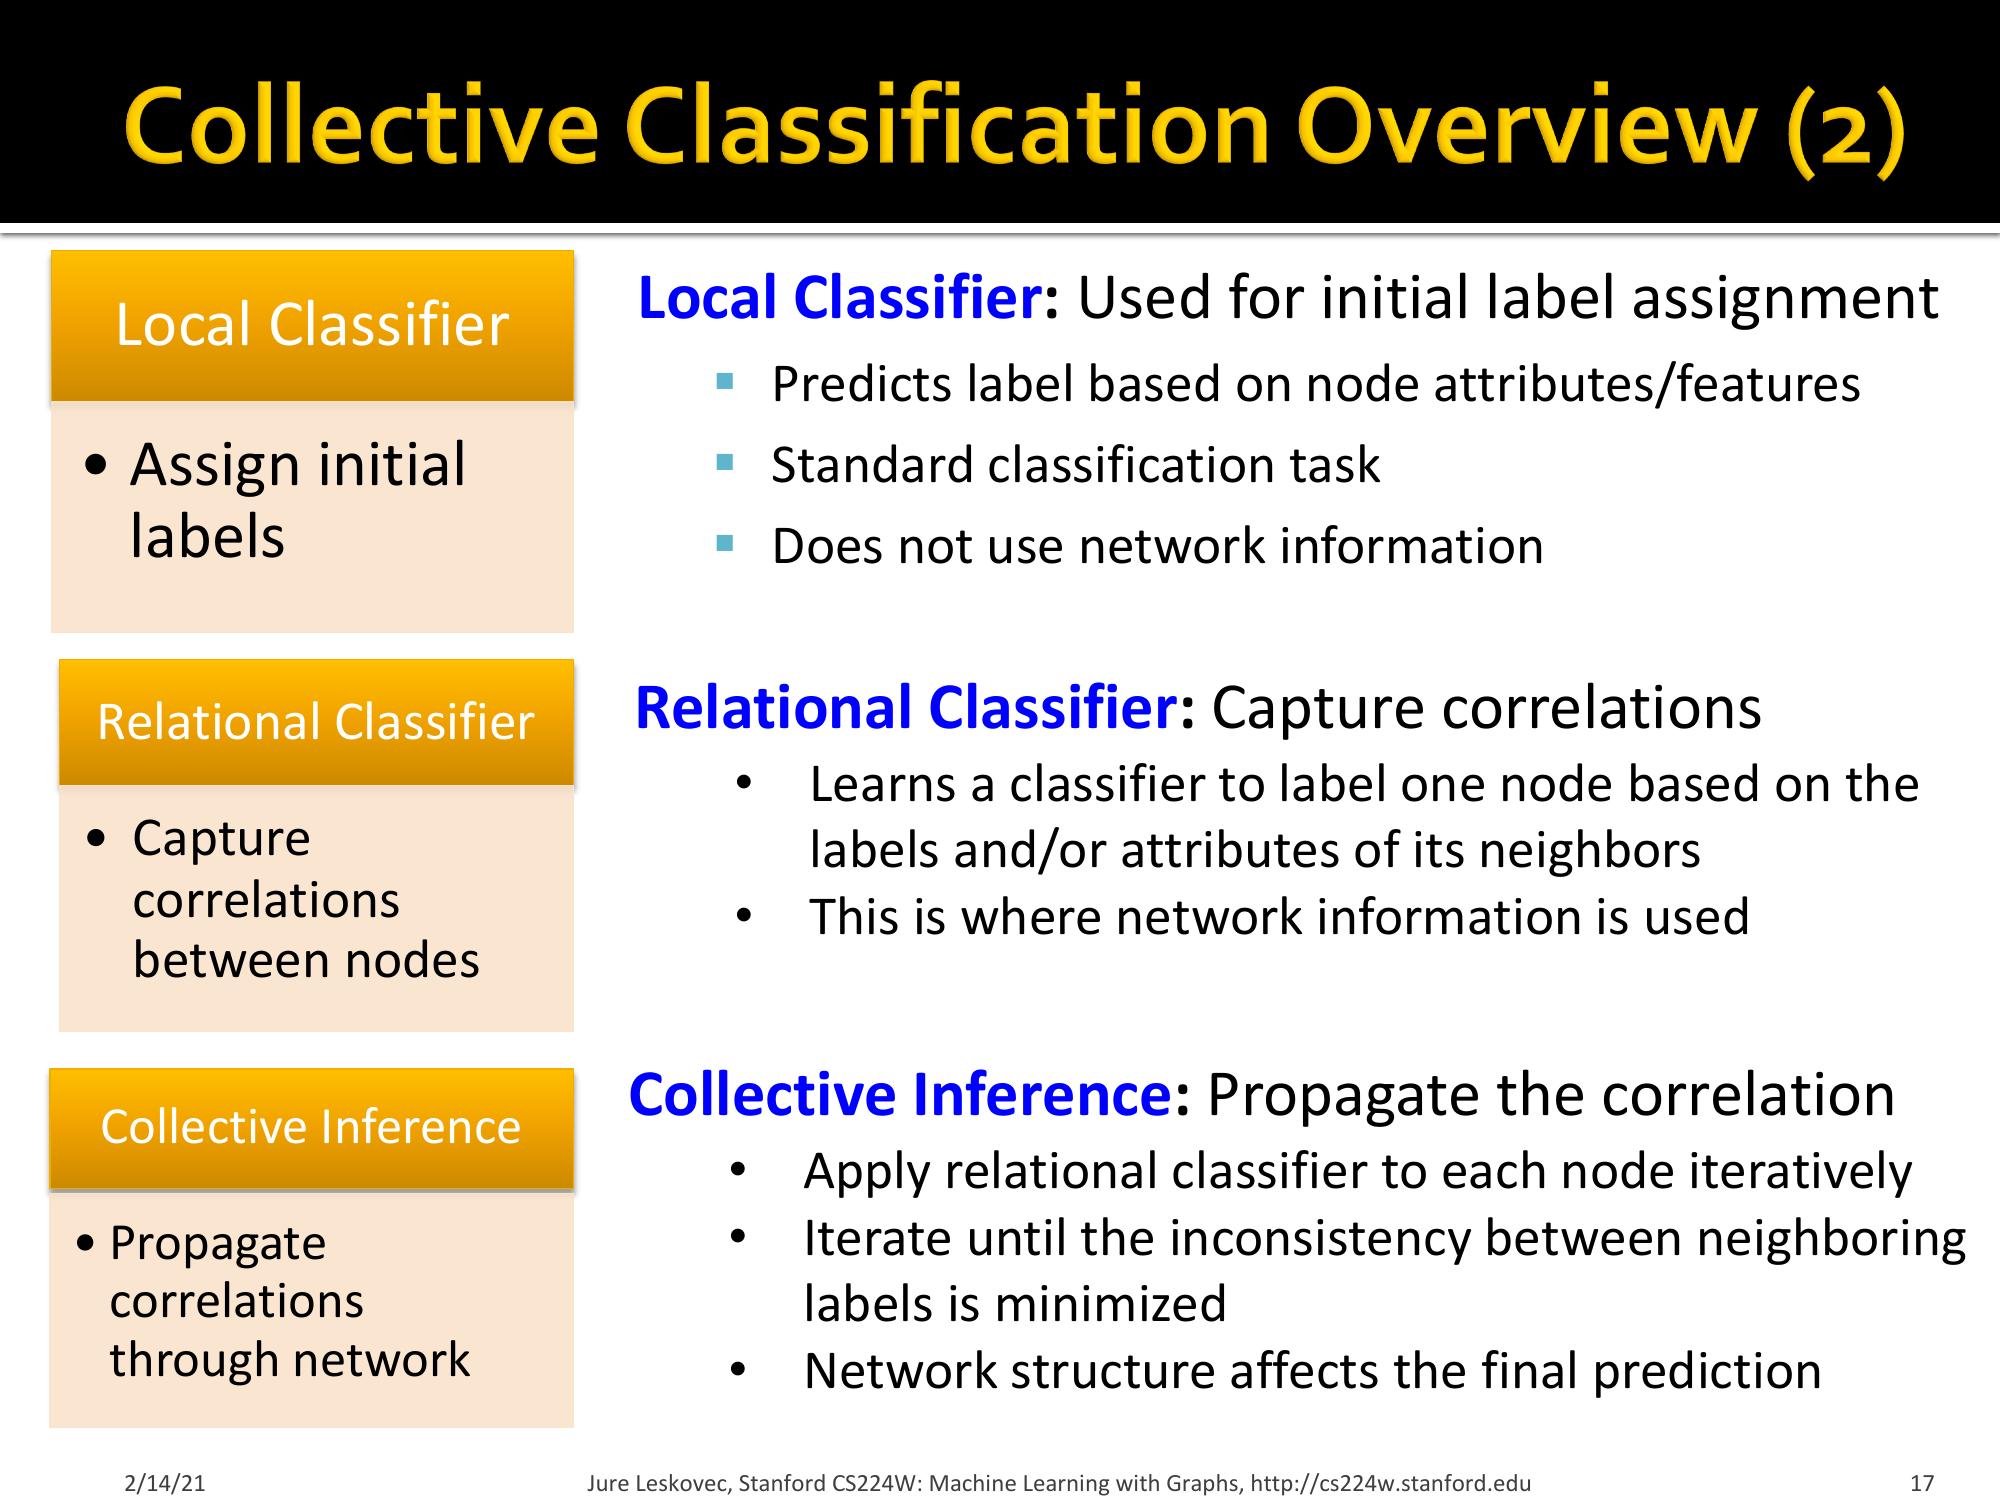 Collective Classification Overview (2)
Local Classifier
• Assign initial
labels
Local Classifier: Used for initial label assignment
▪ Predicts label based on node attributes/features
▪ Standard classification task
▪ Does not use network information
Relational Classifier
• Capture
correlations
between nodes
Relational Classifier: Capture correlations
• Learns a classifier to label one node based on the
labels and/or attributes of its neighbors
• This is where network information is used
Collective Inference
• Propagate
correlations
through network
Collective Inference: Propagate the correlation
• Apply relational classifier to each node iteratively
• Iterate until the inconsistency between neighboring
labels is minimized
• Network structure affects the final prediction
2/14/21
Jure Leskovec, Stanford CS224W: Machine Learning with Graphs, http://cs224w.stanford.edu
17